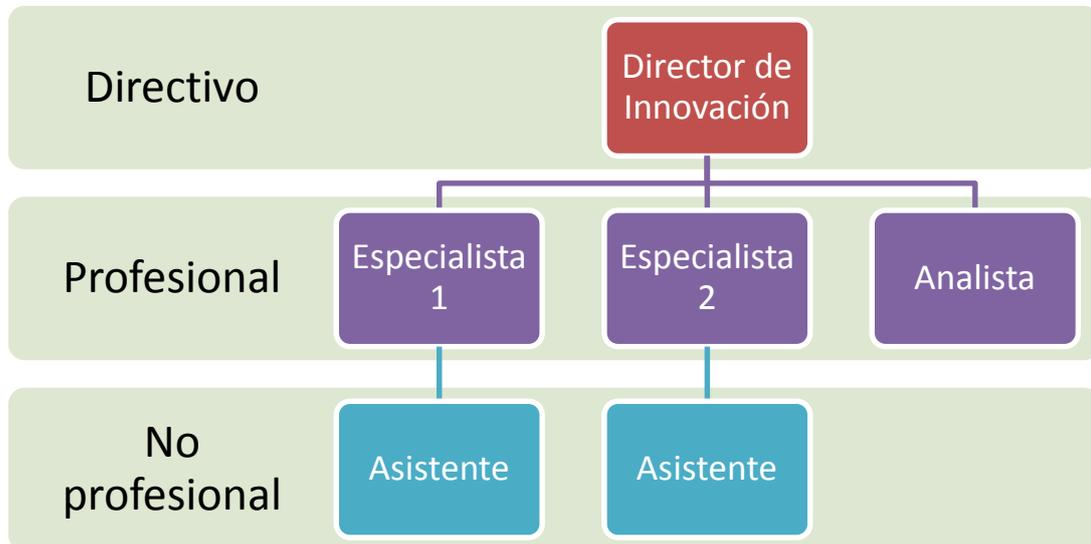 Directivo
Director de
Innovación
Profesional
Especialista
1
Especialista
2
Analista
No
profesional
Asistente
Asistente